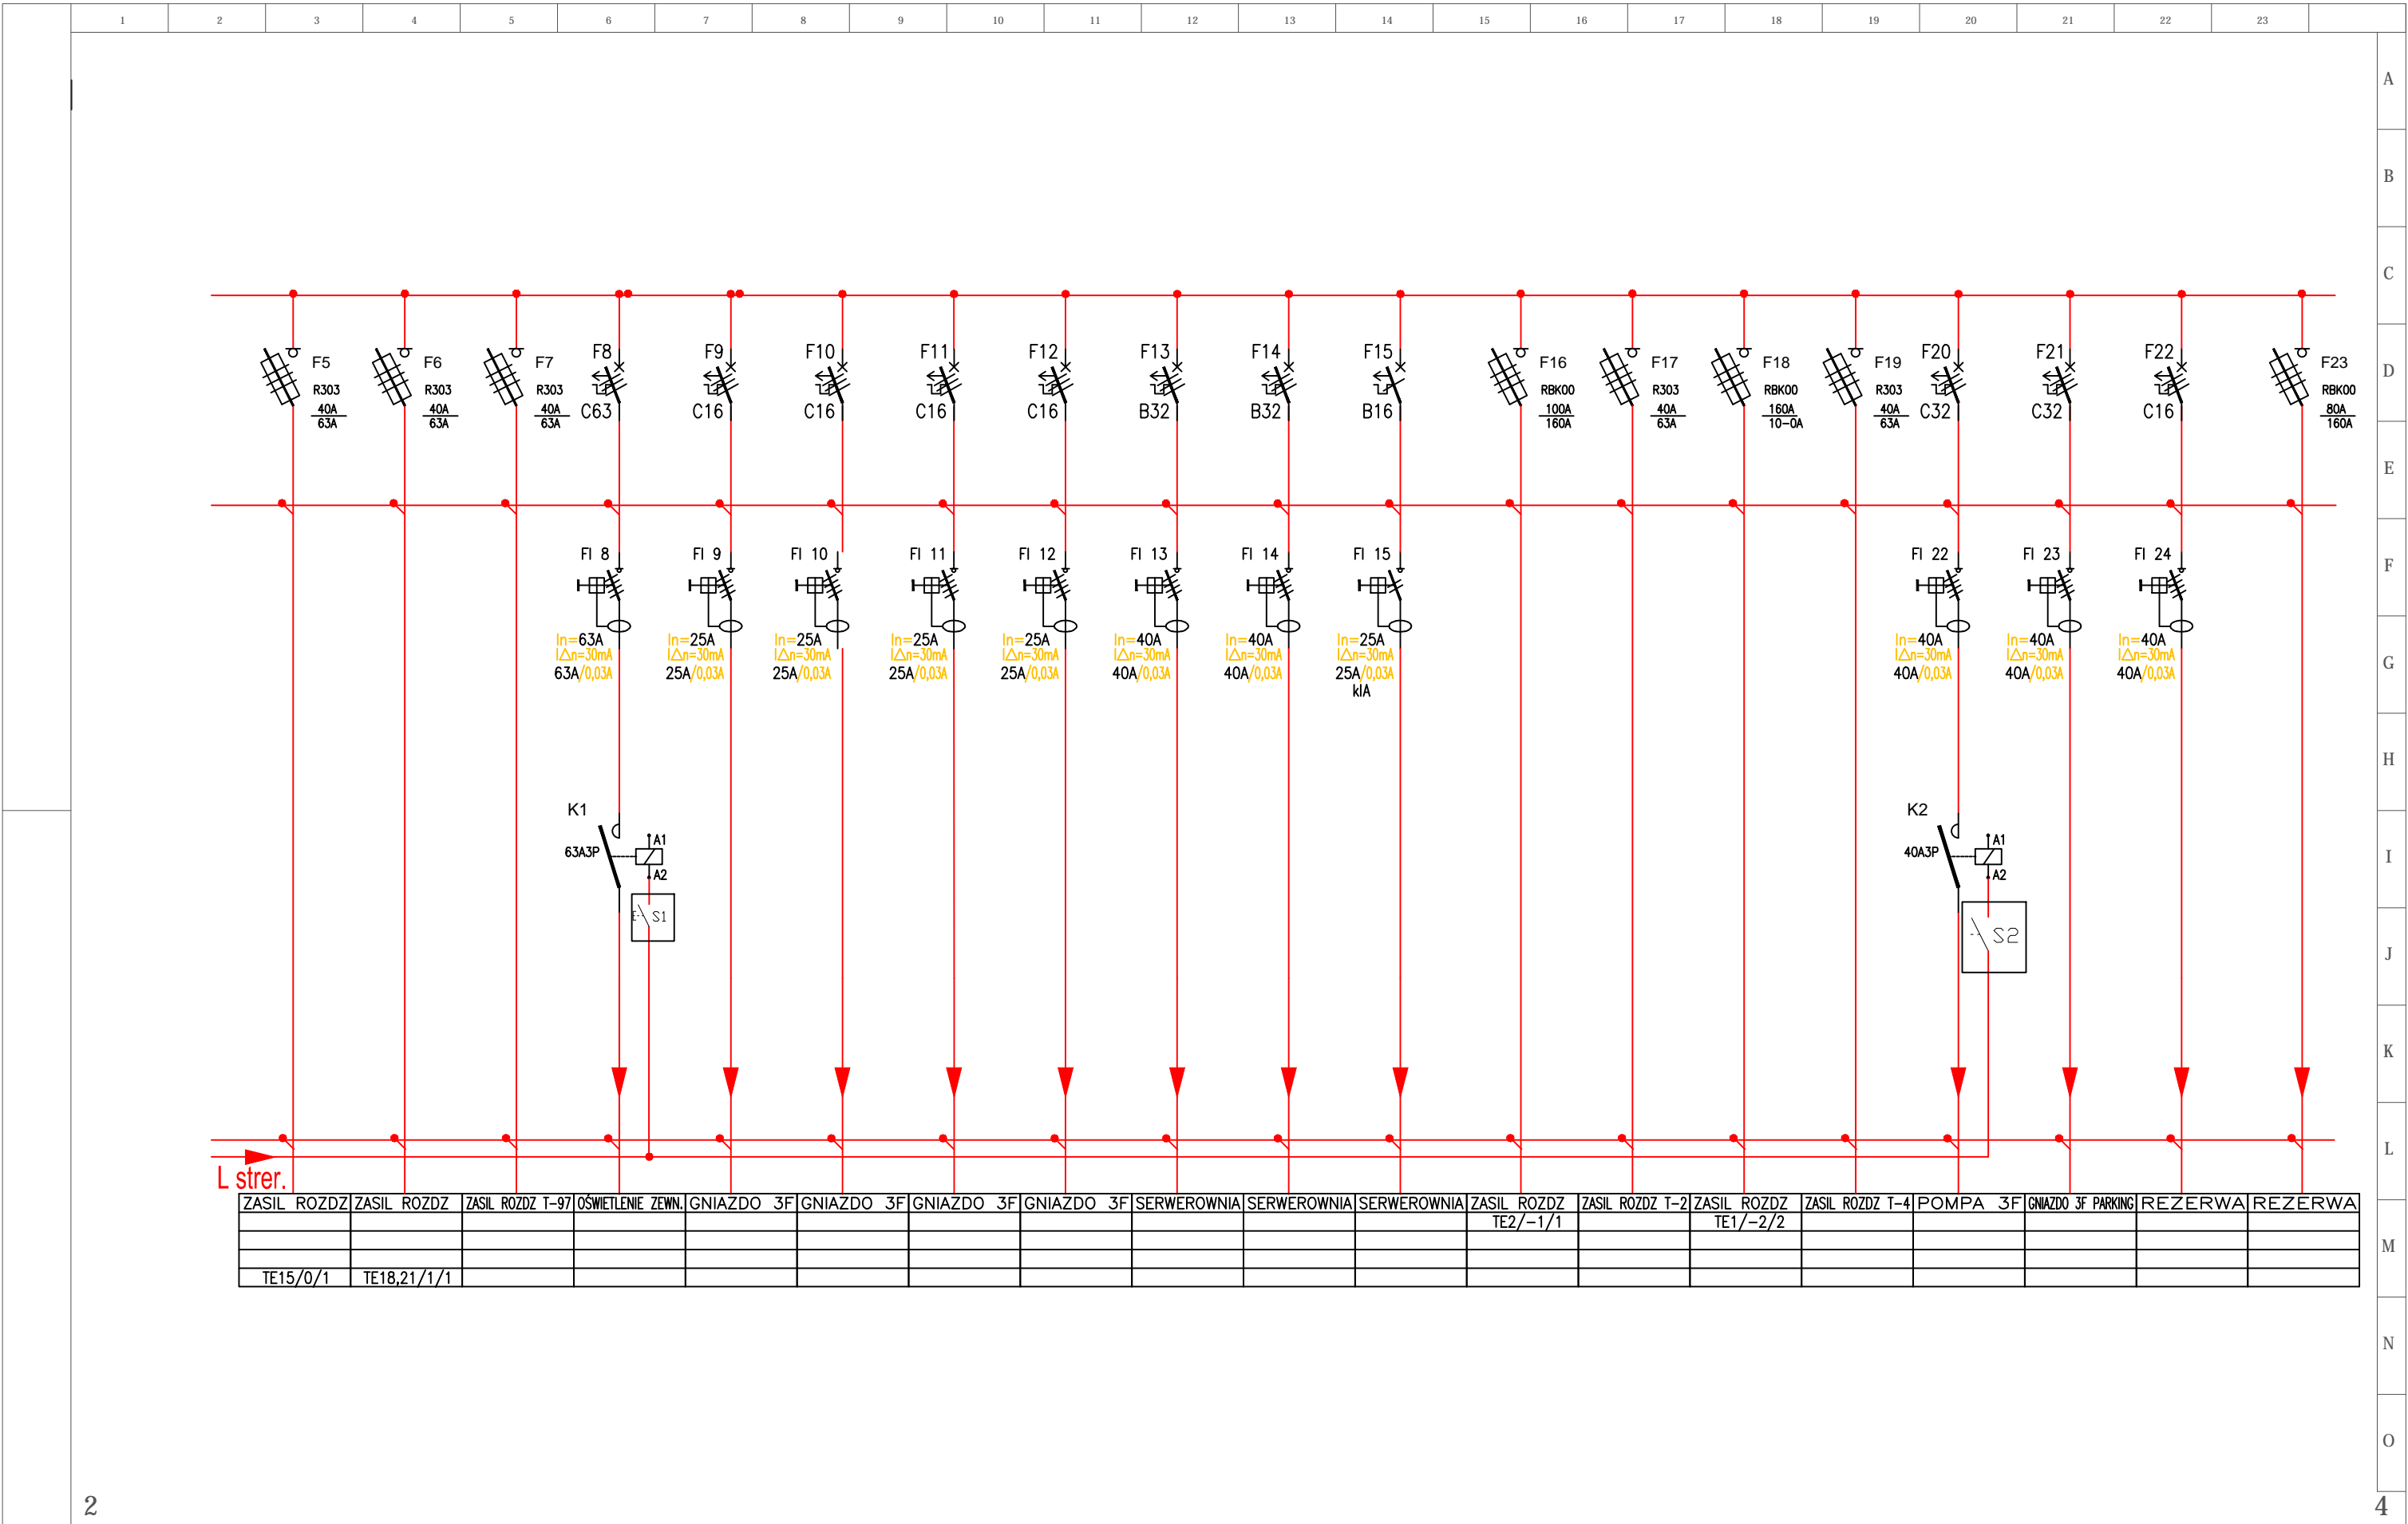 1 2 3 4 5 6 7 8 9 10 11 12 13 14 15 16 17 18 19 20 21 22 23
A
B
C
D
E
F
G
H
I
J
K
L
M
N
O
F5
R303
40A
63A
F6
R303
40A
63A
F7
R303
40A
63A
F8
C63
F9
C16
F10
C16
F11
C16
F12
C16
F13
B32
F14
B32
F15
B16
F16
RBK00
100A
160A
F17
R303
40A
63A
F18
RBK00
160A
10-0A
F19
R303
40A
63A
F20
C32
F21
C32
F22
C16
F23
RBK00
80A
160A
FI 8
In=63A
I△n=30mA
63A/0,03A
FI 9
In=25A
I△n=30mA
25A/0,03A
FI 10
In=25A
I△n=30mA
25A/0,03A
FI 11
In=25A
I△n=30mA
25A/0,03A
FI 12
In=25A
I△n=30mA
25A/0,03A
FI 13
In=40A
I△n=30mA
40A/0,03A
FI 14
In=40A
I△n=30mA
40A/0,03A
FI 15
In=25A
I△n=30mA
25A/0,03A
klA
FI 22
In=40A
I△n=30mA
40A/0,03A
FI 23
In=40A
I△n=30mA
40A/0,03A
FI 24
In=40A
I△n=30mA
40A/0,03A
K1
63A3P
A1
A2
S1
K2
40A3P
A1
A2
S2
L strer.
ZASIL ROZDZ ZASIL ROZDZ ZASIL ROZDZ T-97 OŚWIETLENIE ZEWN. GNIAZDO 3F GNIAZDO 3F GNIAZDO 3F GNIAZDO 3F SERWEROWNIA SERWEROWNIA SERWEROWNIA ZASIL ROZDZ ZASIL ROZDZ T-2 ZASIL ROZDZ ZASIL ROZDZ T-4 POMPA 3F GNIAZDO 3F PARKING REZERWA REZERWA
TE2/-1/1 TE1/-2/2
TE15/0/1 TE18,21/1/1
2
4